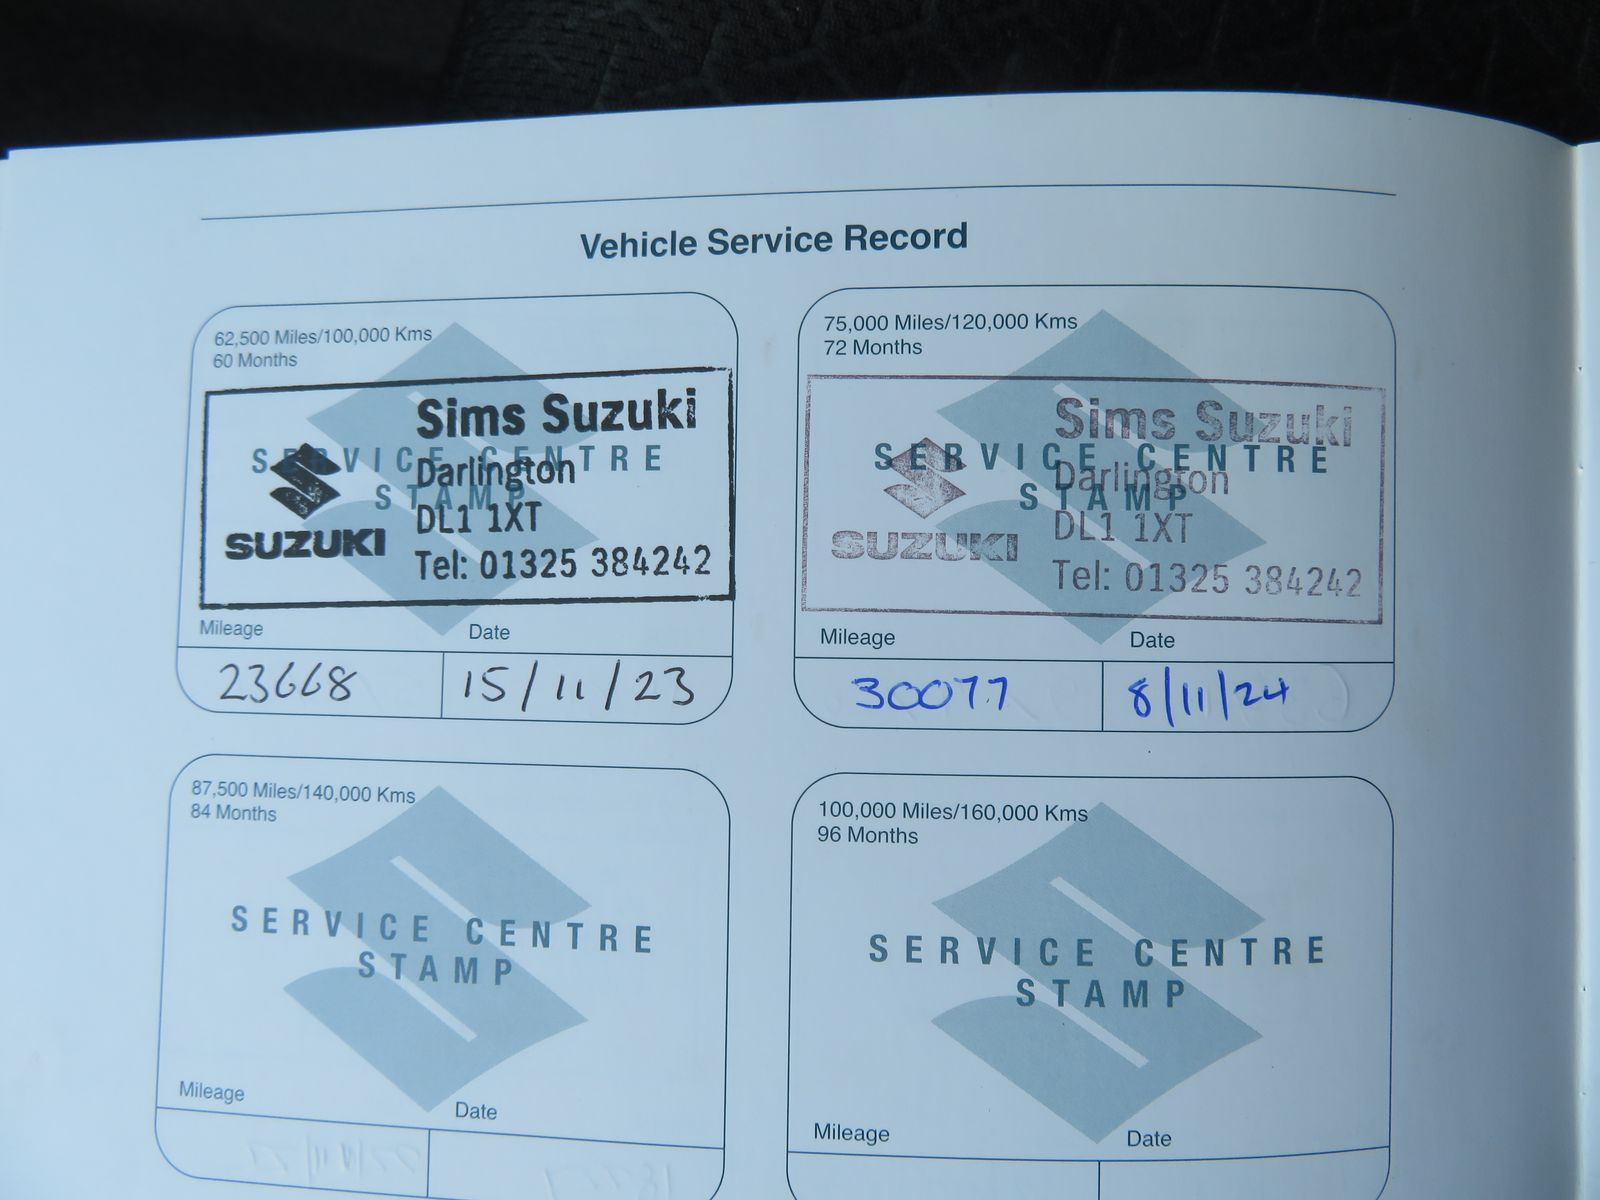 Vehicle Service Record
62,500 Miles/100,000 Kms
60 Months
Sims Suzuki
SERVICE CENTRE
Darlington
STAMP
DL1 1XT
SUZUKI
Tel: 01325 384242
Mileage
Date
23668
15/11/23
75,000 Miles/120,000 Kms
72 Months
Sims Suzuki
SERVICE CENTRE
Darlington
STAMP
DL1 1XT
SUZUKI
Tel: 01325 384242
Mileage
Date
30077
8/11/24
87,500 Miles/140,000 Kms
84 Months
SERVICE CENTRE
STAMP
Mileage
Date
100,000 Miles/160,000 Kms
96 Months
SERVICE CENTRE
STAMP
Mileage
Date